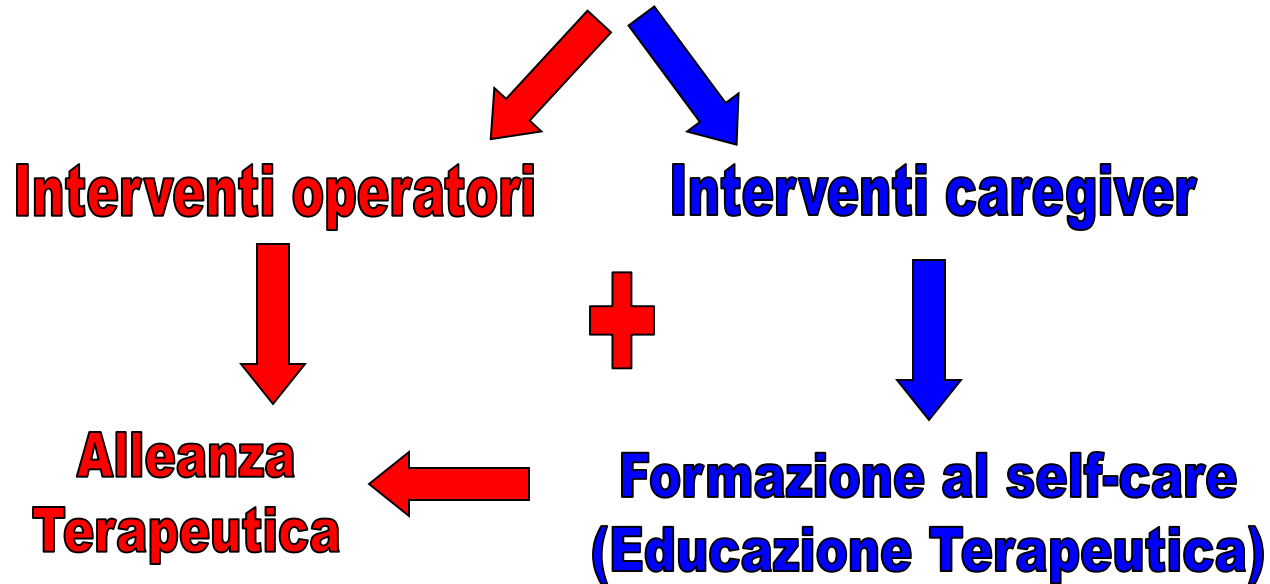 Interventi operatori
Interventi caregiver
Alleanza
Terapeutica
Formazione al self-care
(Educazione Terapeutica)